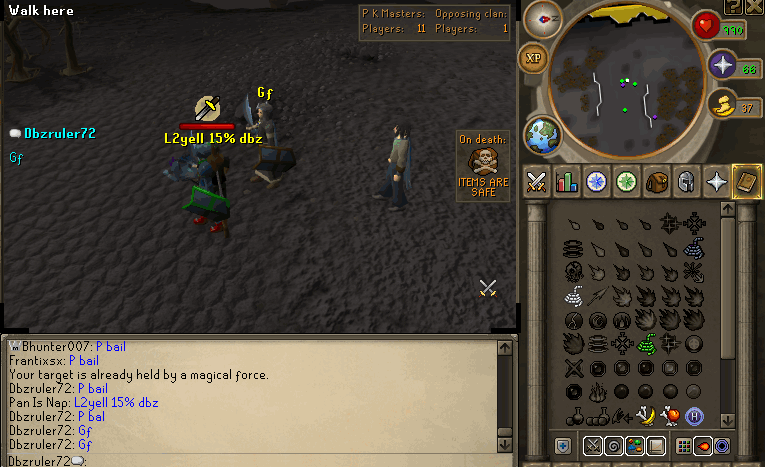 Walk here
P K Masters: Opposing clan:
Players: 11 Players: 1
?
990
XP
66
37
Gf
L2yell 15% dbz
Dbzruler72
Gf
On death:
ITEMS ARE
SAFE
Bhunter007: P bail
Frantixsx: P bail
Your target is already held by a magical force.
Dbzruler72: P bail
Pan Is Nap: L2yell 15% dbz
Dbzruler72: P bal
Dbzruler72: Gf
Dbzruler72: Gf
Dbzruler72:
H